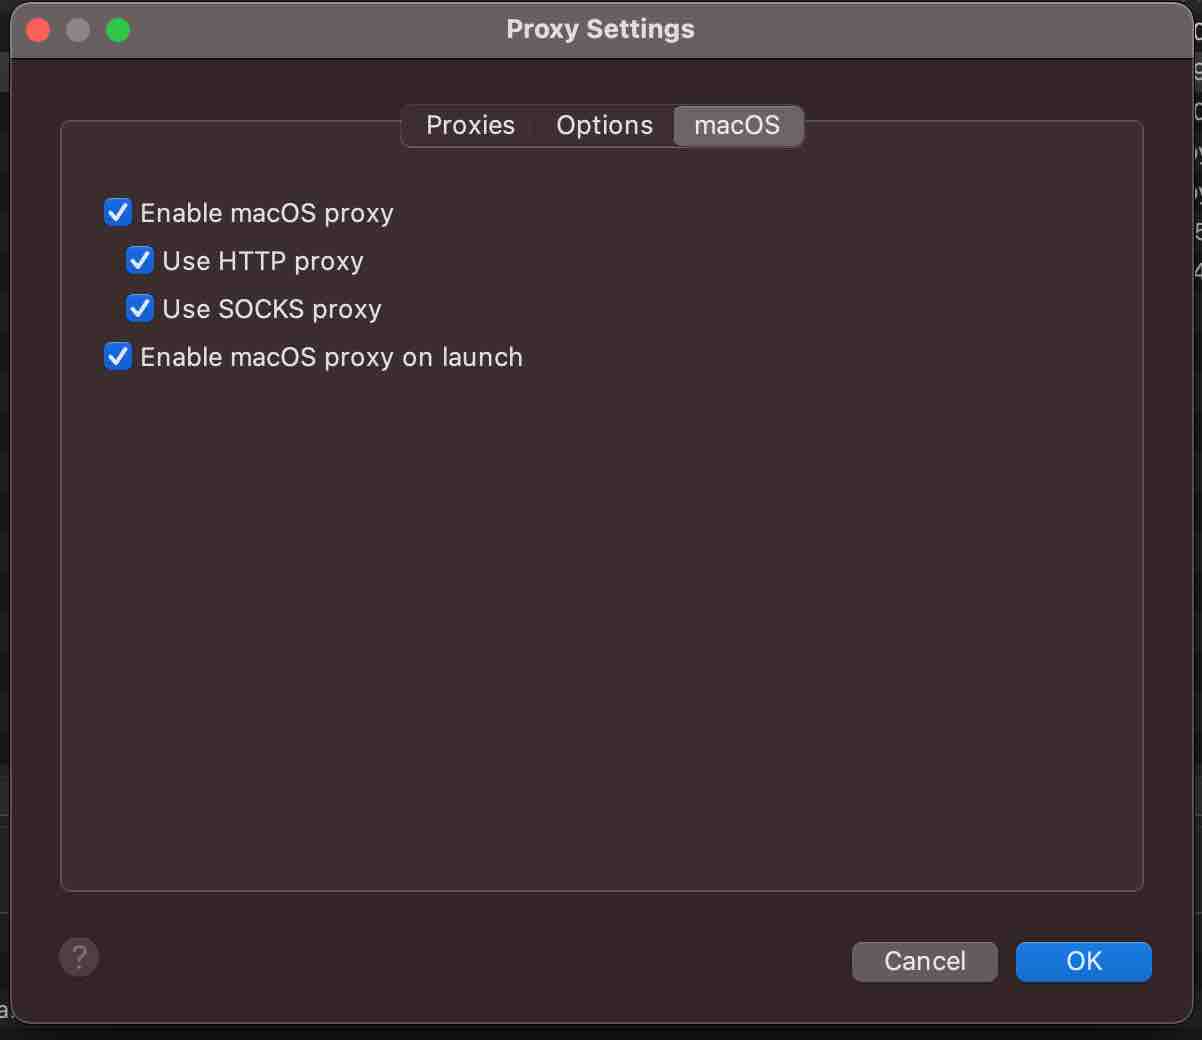 Proxy Settings
Proxies Options macOS
Enable macOS proxy
Use HTTP proxy
Use SOCKS proxy
Enable macOS proxy on launch
? Cancel OK